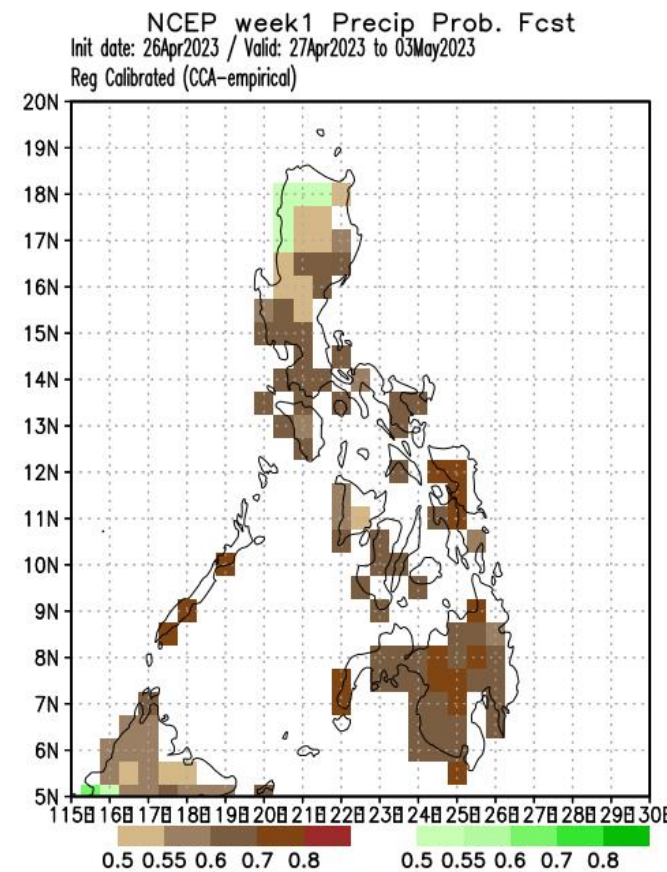 NCEP week1 Precip Prob. Fcst
Init date: 26Apr2023 / Valid: 27Apr2023 to 03May2023
Reg Calibrated (CCA-empirical)
20N
19N
18N
17N
16N
15N
14N
13N
12N
11N
10N
9N
8N
7N
6N
5N
115E 116E 117E 118E 119E 120E 121E 122E 123E 124E 125E 126E 127E 128E 129E 130E
0.5 0.55 0.6 0.7 0.8 0.5 0.55 0.6 0.7 0.8